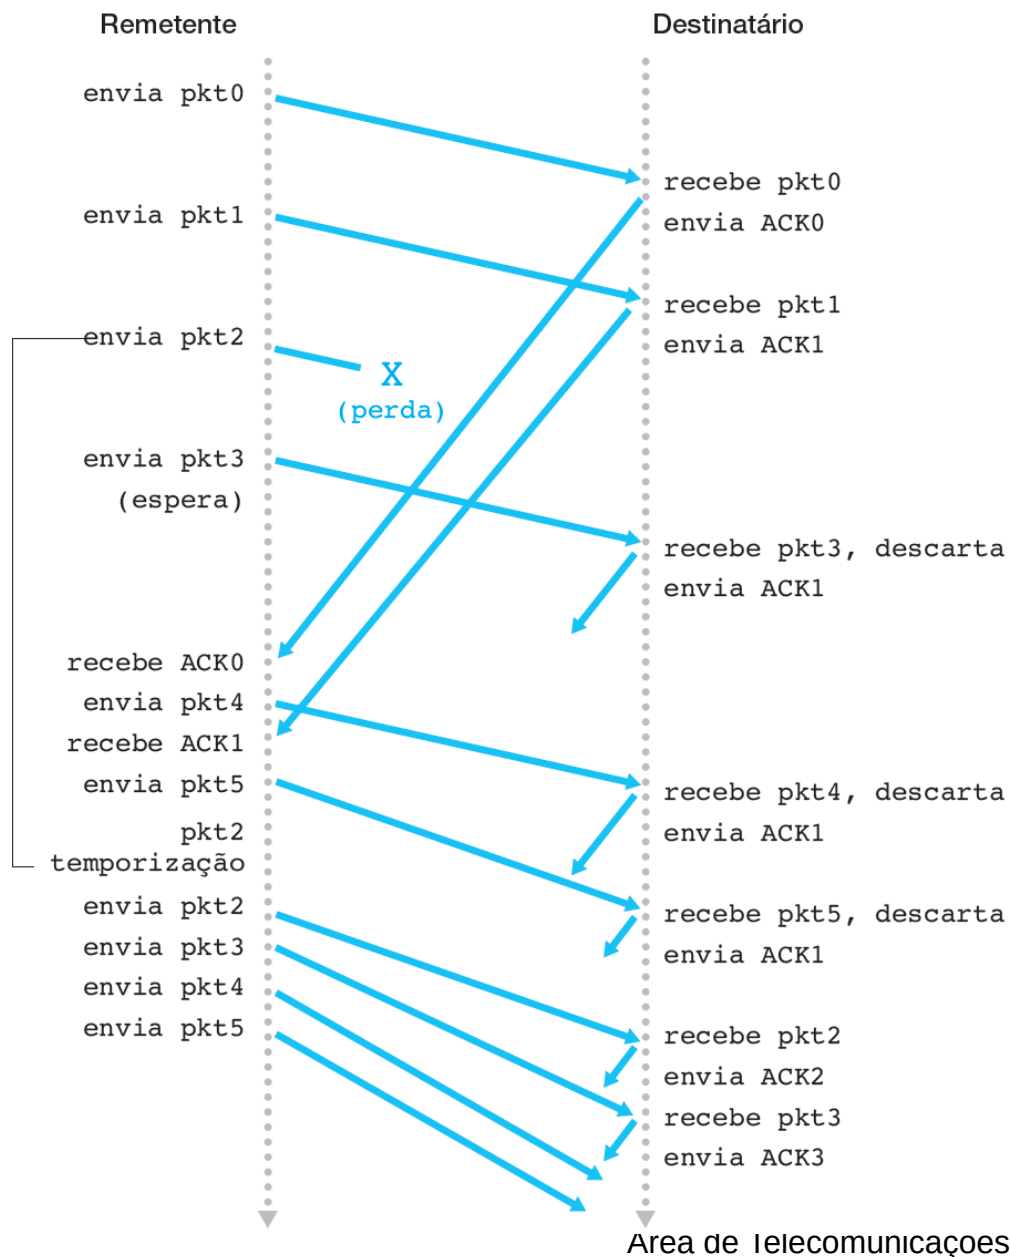 Remetente
Destinatário
envia pkt0
recebe pkt0
envia pkt1
envia ACK0
recebe pkt1
envia pkt2
envia ACK1
X
(perda)
envia pkt3
(espera)
recebe pkt3, descarta
envia ACK1
recebe ACK0
envia pkt4
recebe ACK1
envia pkt5
recebe pkt4, descarta
pkt2
envia ACK1
temporização
envia pkt2
recebe pkt5, descarta
envia pkt3
envia ACK1
envia pkt4
envia pkt5
recebe pkt2
envia ACK2
recebe pkt3
envia ACK3
Área de Telecomunicações